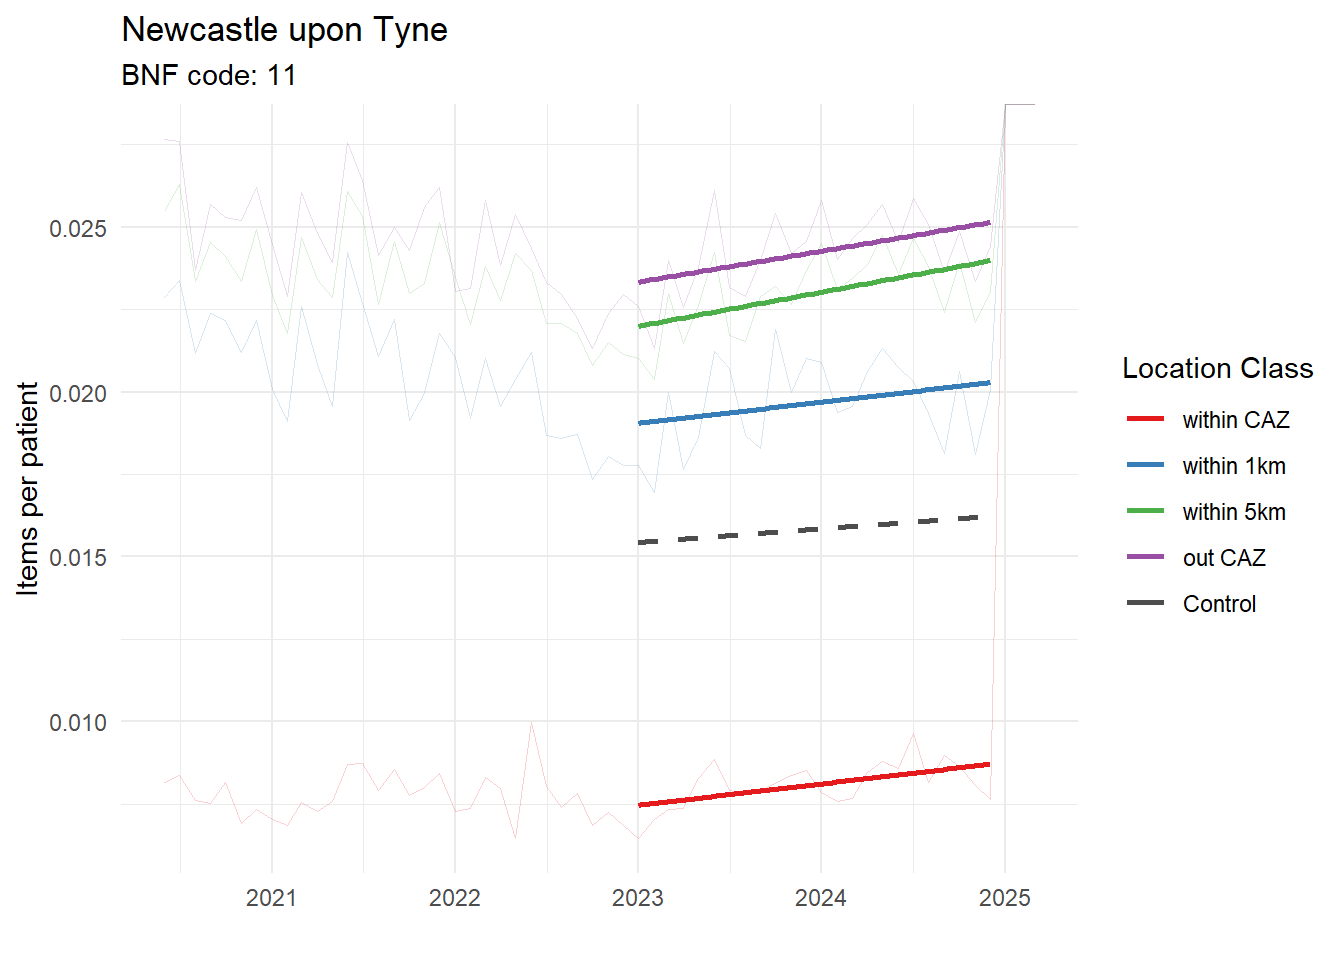 Newcastle upon Tyne
BNF code: 11
Items per patient
0.025
0.020
0.015
0.010
2021
2022
2023
2024
2025
Location Class
within CAZ
within 1km
within 5km
out CAZ
Control